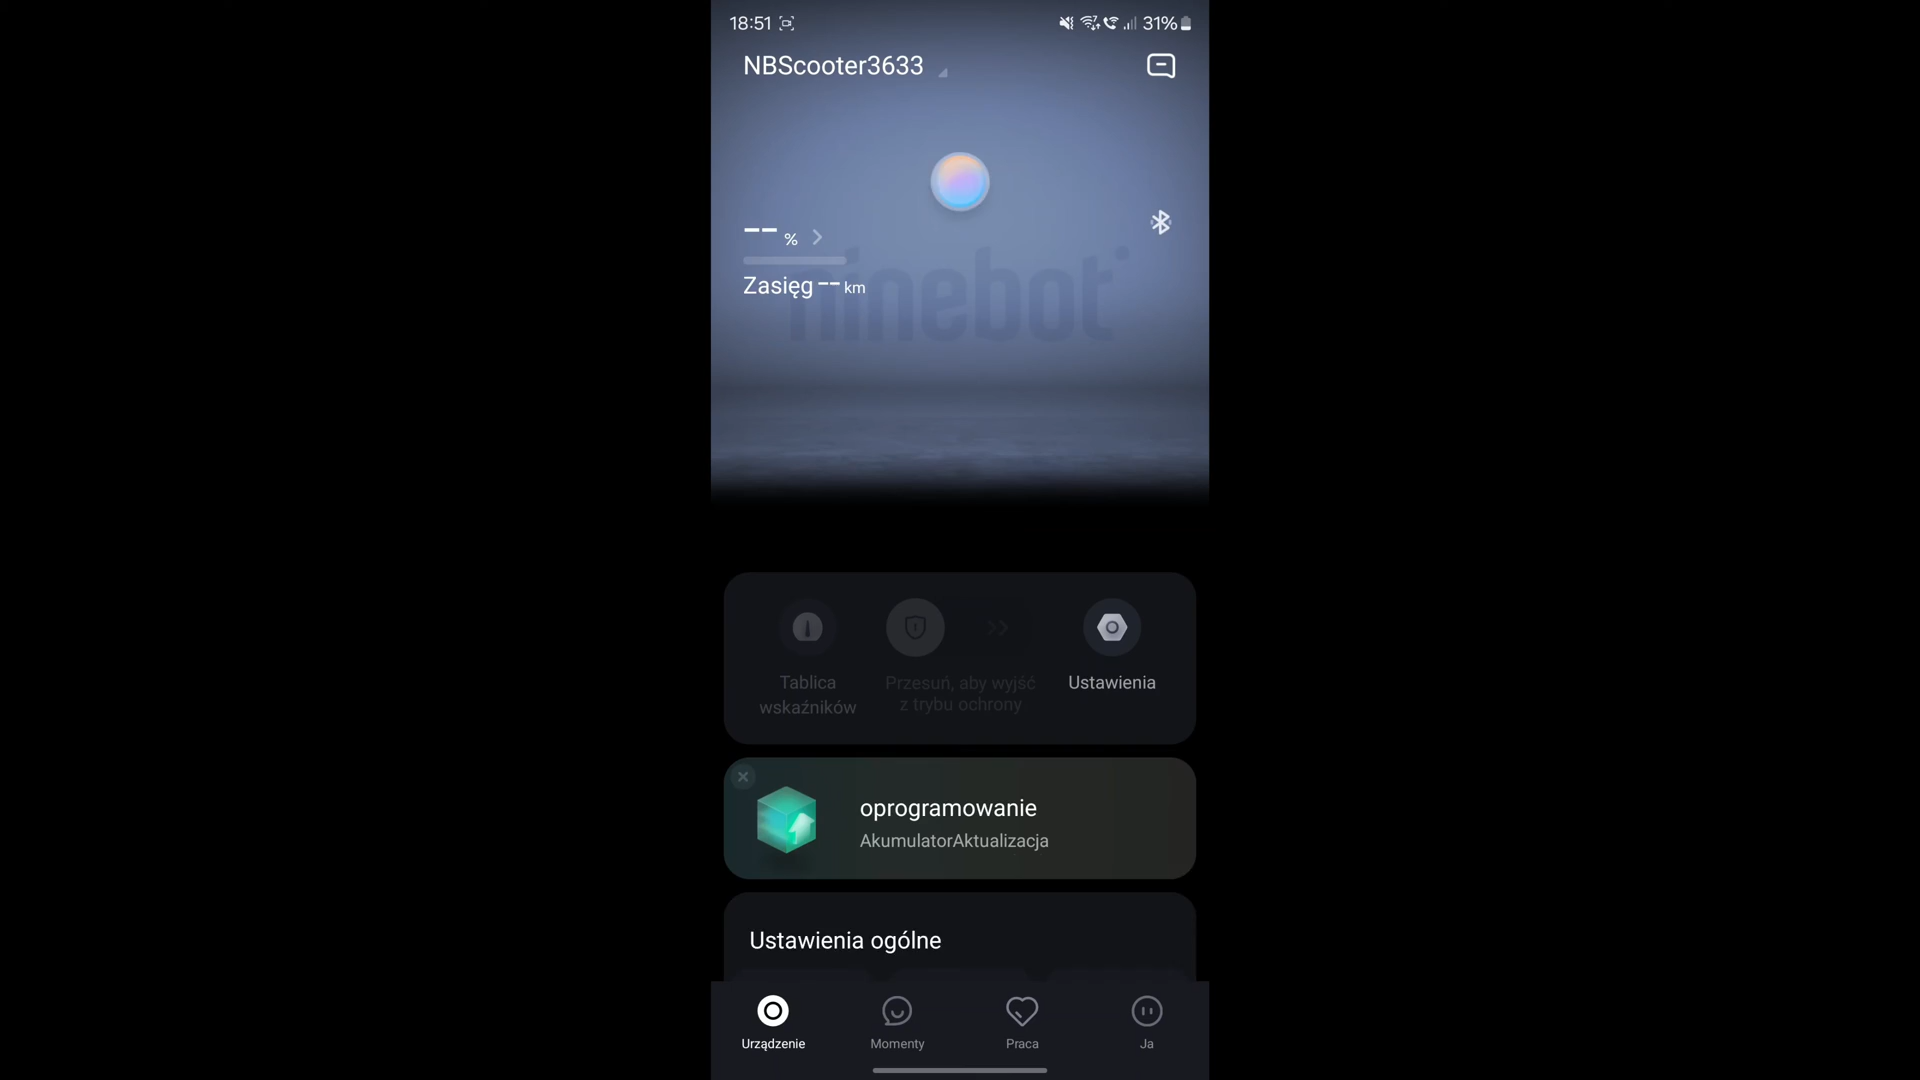 18:51 31%
NBScooter3633
-- %
Zasięg -- km
ninebot
Tablica wskaźników
Przesuń, aby wyjść z trybu ochrony
Ustawienia
oprogramowanie
AkumulatorAktualizacja
Ustawienia ogólne
Urządzenie Momenty Praca Ja